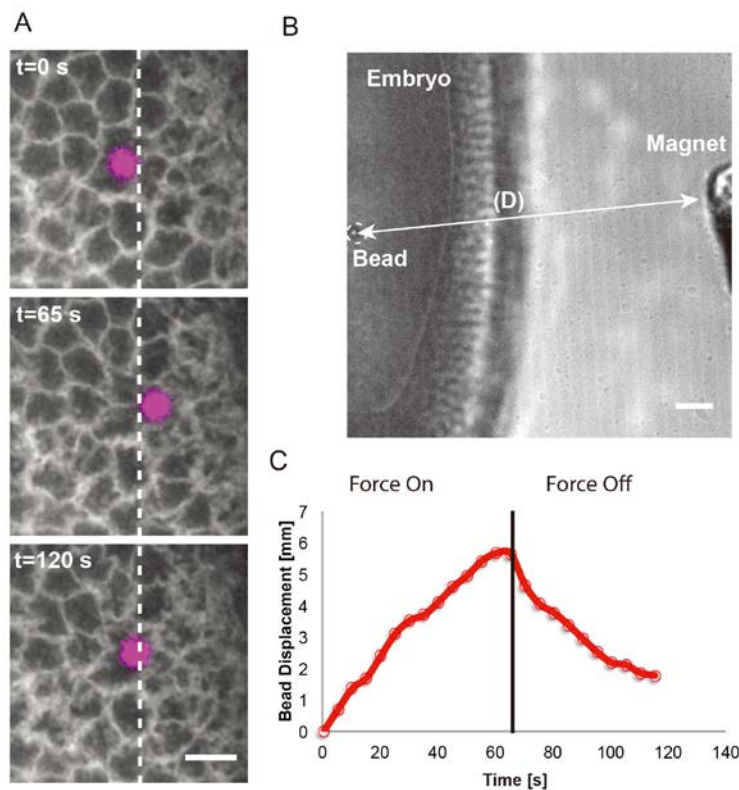 A
t=0 s
t=65 s
t=120 s
B
Embryo
Magnet
(D)
Bead
C
Force On
Force Off
Bead Displacement [mm]
7
6
5
4
3
2
1
0
0 20 40 60 80 100 120 140
Time [s]